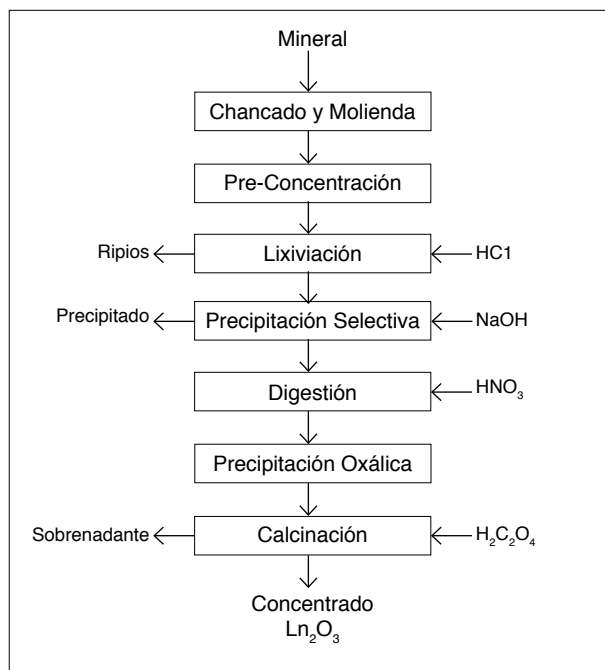 Mineral
Chancado y Molienda
Pre-Concentración
Ripios
Lixiviación
HC1
Precipitado
Precipitación Selectiva
NaOH
Digestión
HNO₃
Precipitación Oxálica
Sobrenadante
Calcinación
H₂C₂O₄
Concentrado
Ln₂O₃